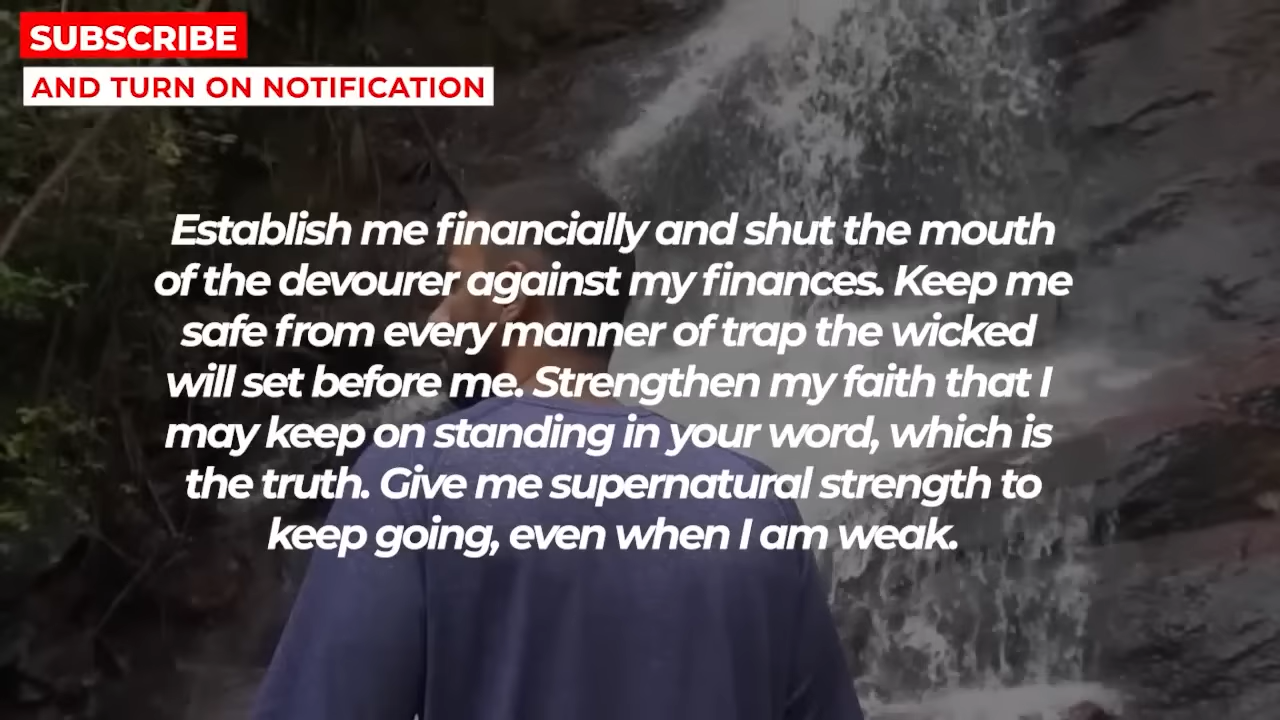 SUBSCRIBE
AND TURN ON NOTIFICATION
Establish me financially and shut the mouth
of the devourer against my finances. Keep me
safe from every manner of trap the wicked
will set before me. Strengthen my faith that I
may keep on standing in your word, which is
the truth. Give me supernatural strength to
keep going, even when I am weak.